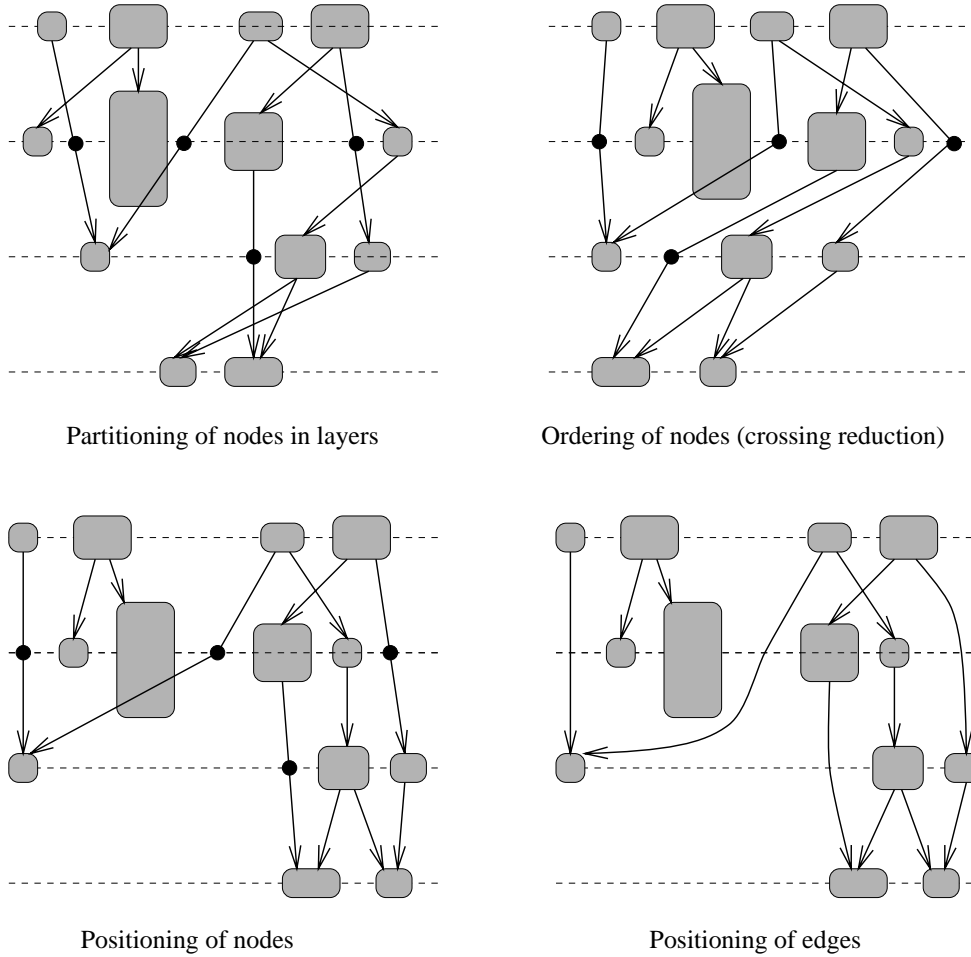 Partitioning of nodes in layers
Ordering of nodes (crossing reduction)
Positioning of nodes
Positioning of edges